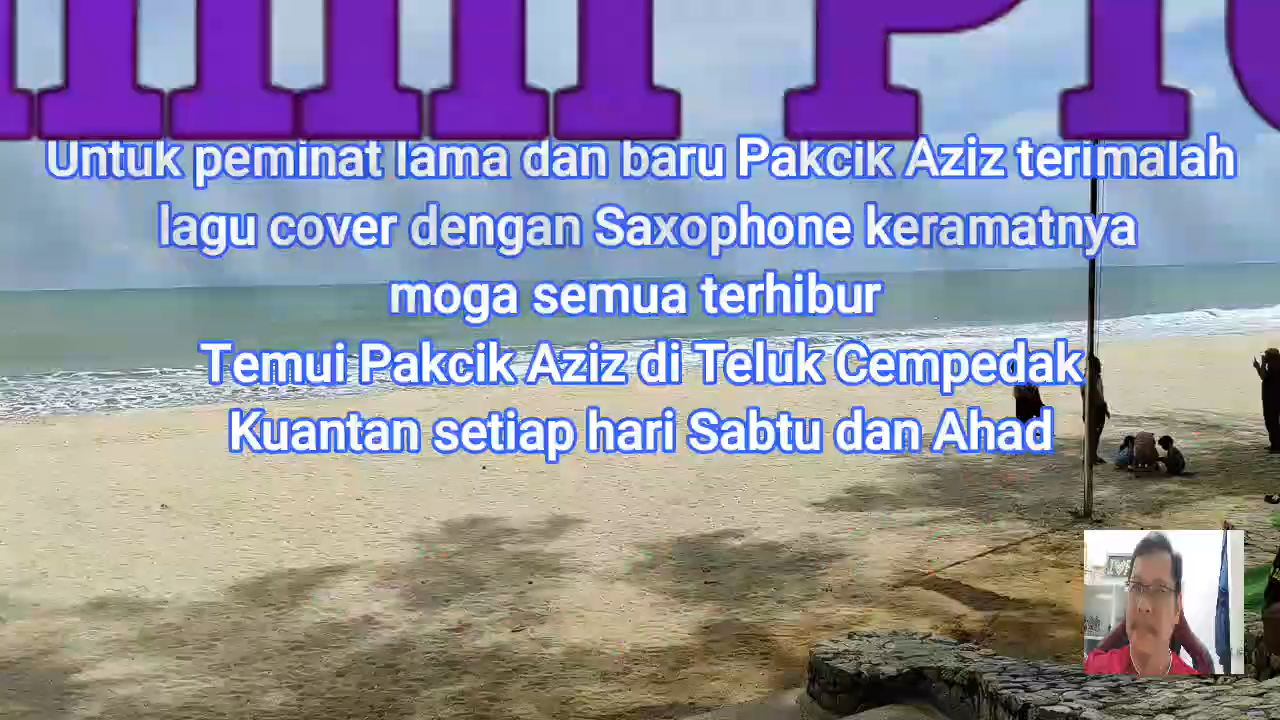 Untuk peminat lama dan baru Pakcik Aziz terimalah
lagu cover dengan Saxophone keramatnya
moga semua terhibur
Temui Pakcik Aziz di Teluk Cempedak
Kuantan setiap hari Sabtu dan Ahad